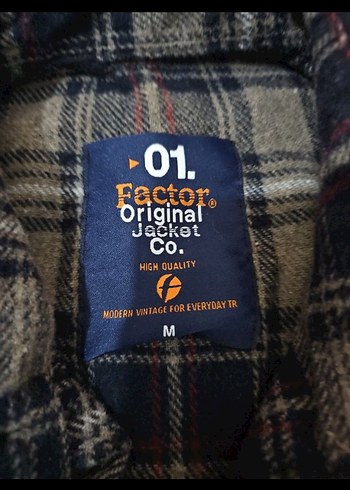 ▸01.
Factor®
Original
Jacket
Co.
HIGH QUALITY
MODERN VINTAGE FOR EVERYDAY TR
M